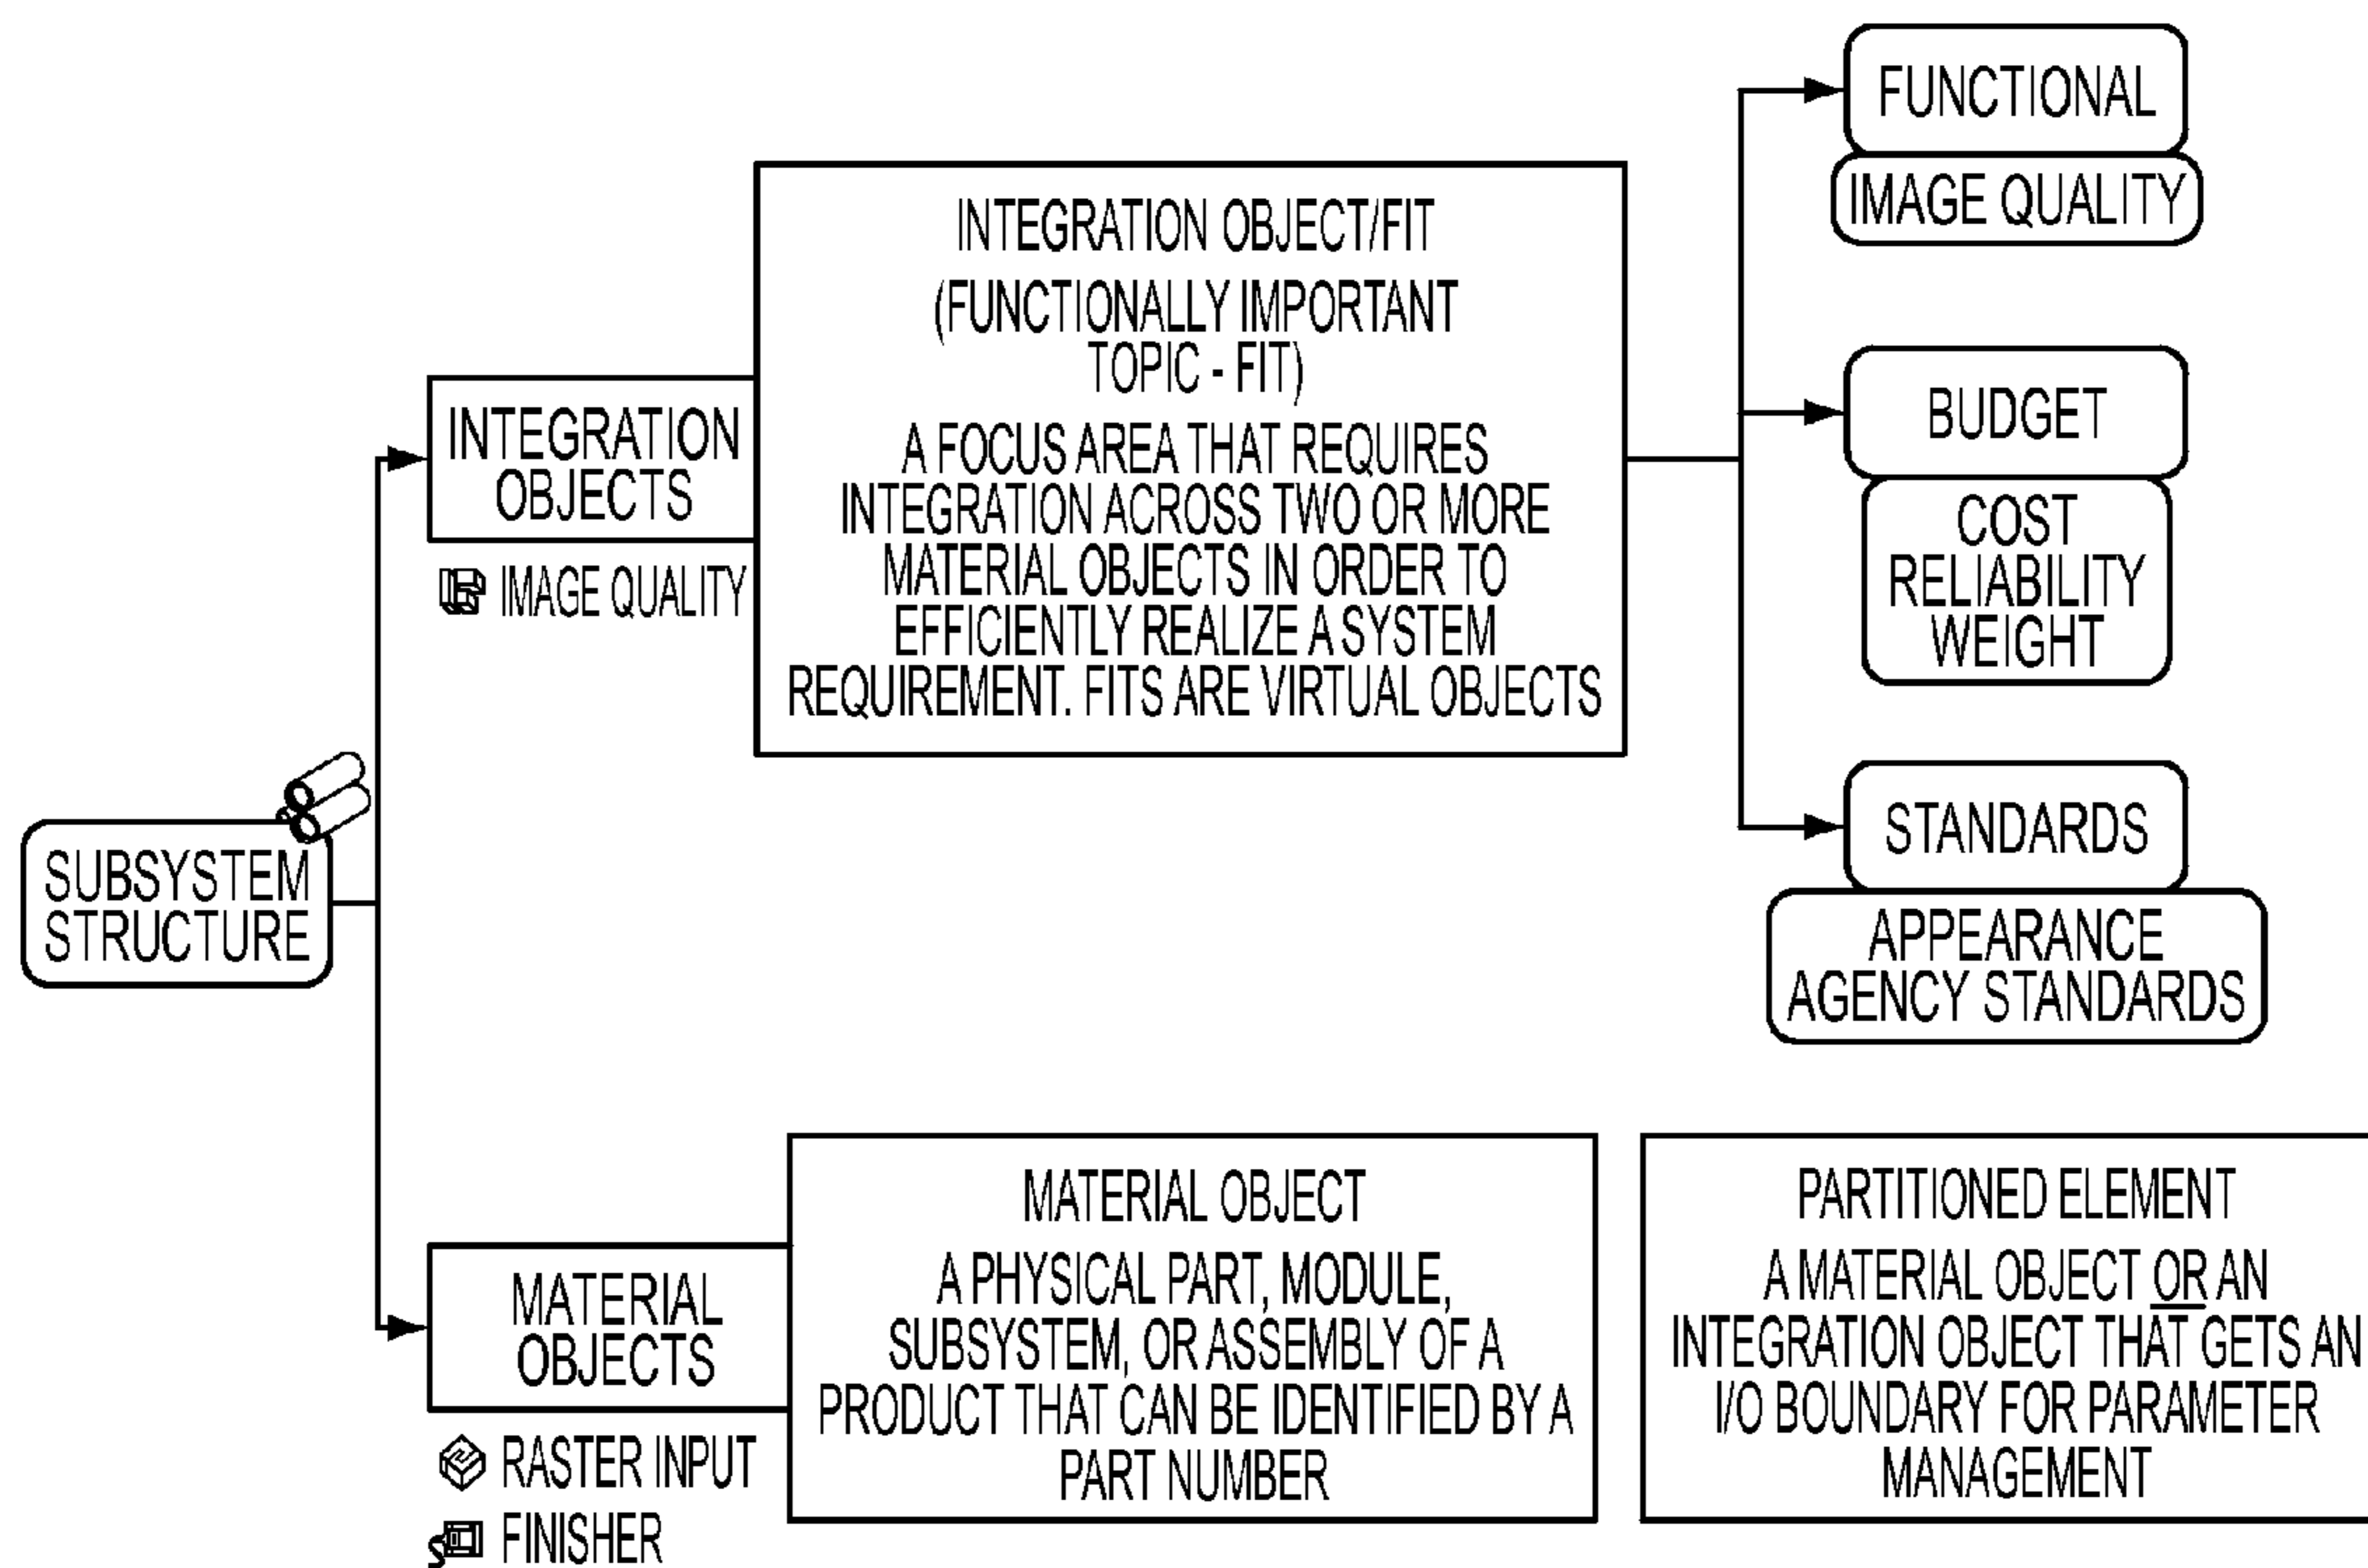 SUBSYSTEM
STRUCTURE
INTEGRATION
OBJECTS
IMAGE QUALITY
INTEGRATION OBJECT/FIT
(FUNCTIONALLY IMPORTANT
TOPIC - FIT)
A FOCUS AREA THAT REQUIRES
INTEGRATION ACROSS TWO OR MORE
MATERIAL OBJECTS IN ORDER TO
EFFICIENTLY REALIZE A SYSTEM
REQUIREMENT. FITS ARE VIRTUAL OBJECTS
FUNCTIONAL
IMAGE QUALITY
BUDGET
COST
RELIABILITY
WEIGHT
STANDARDS
APPEARANCE
AGENCY STANDARDS
MATERIAL
OBJECTS
RASTER INPUT
FINISHER
MATERIAL OBJECT
A PHYSICAL PART, MODULE,
SUBSYSTEM, OR ASSEMBLY OF A
PRODUCT THAT CAN BE IDENTIFIED BY A
PART NUMBER
PARTITIONED ELEMENT
A MATERIAL OBJECT OR AN
INTEGRATION OBJECT THAT GETS AN
I/O BOUNDARY FOR PARAMETER
MANAGEMENT